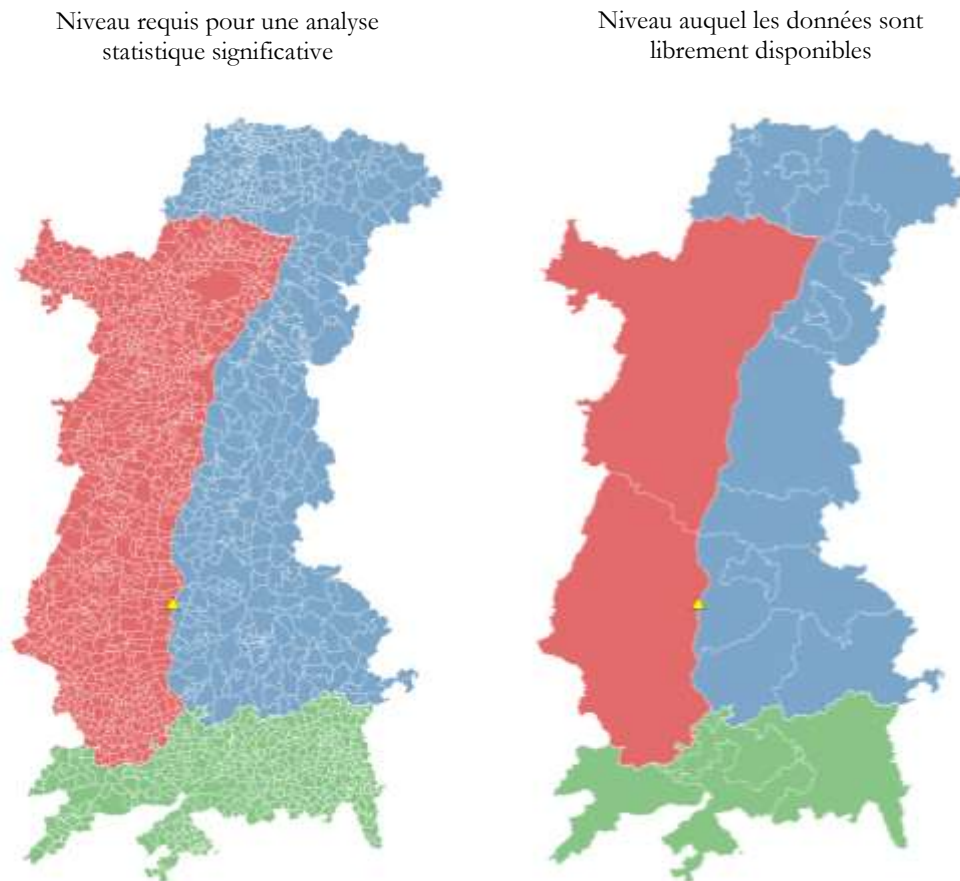 Niveau requis pour une analyse
statistique significative
Niveau auquel les données sont
librement disponibles